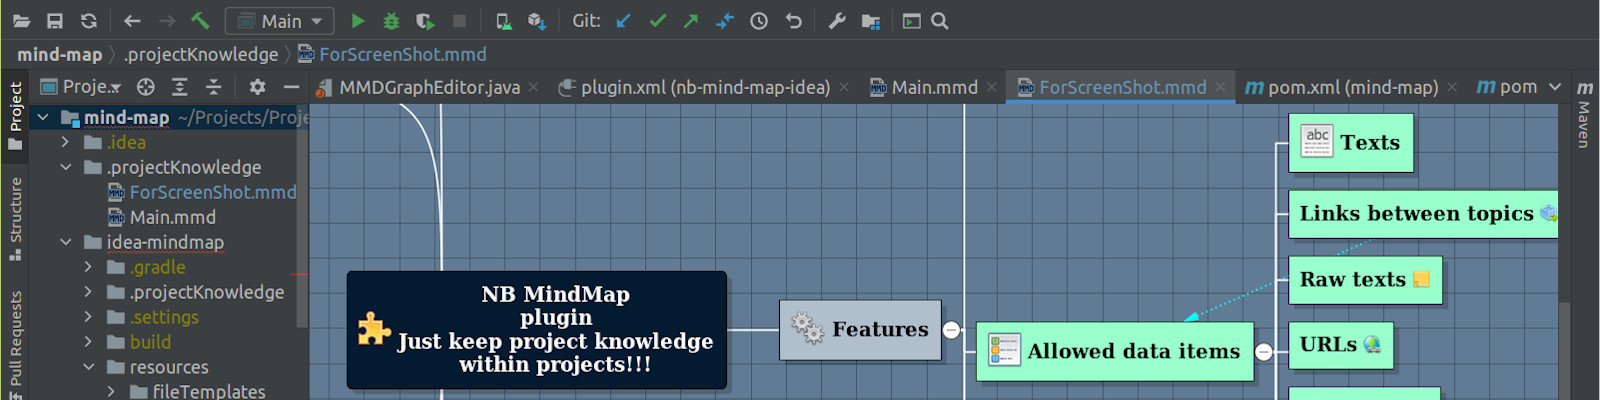 Main
Git:
mind-map
.projectKnowledge
ForScreenShot.mmd
Project
Structure
Pull Requests
Proje..
MMDGraphEditor.java
plugin.xml (nb-mind-map-idea)
Main.mmd
ForScreenShot.mmd
pom.xml (mind-map)
pom
Maven
mind-map ~/Projects/Proje
.idea
.projectKnowledge
ForScreenShot.mmd
Main.mmd
idea-mindmap
.gradle
.projectKnowledge
.settings
build
resources
fileTemplates
NB MindMap
plugin
Just keep project knowledge
within projects!!!
Features
Allowed data items
abc
Texts
Links between topics
Raw texts
URLs